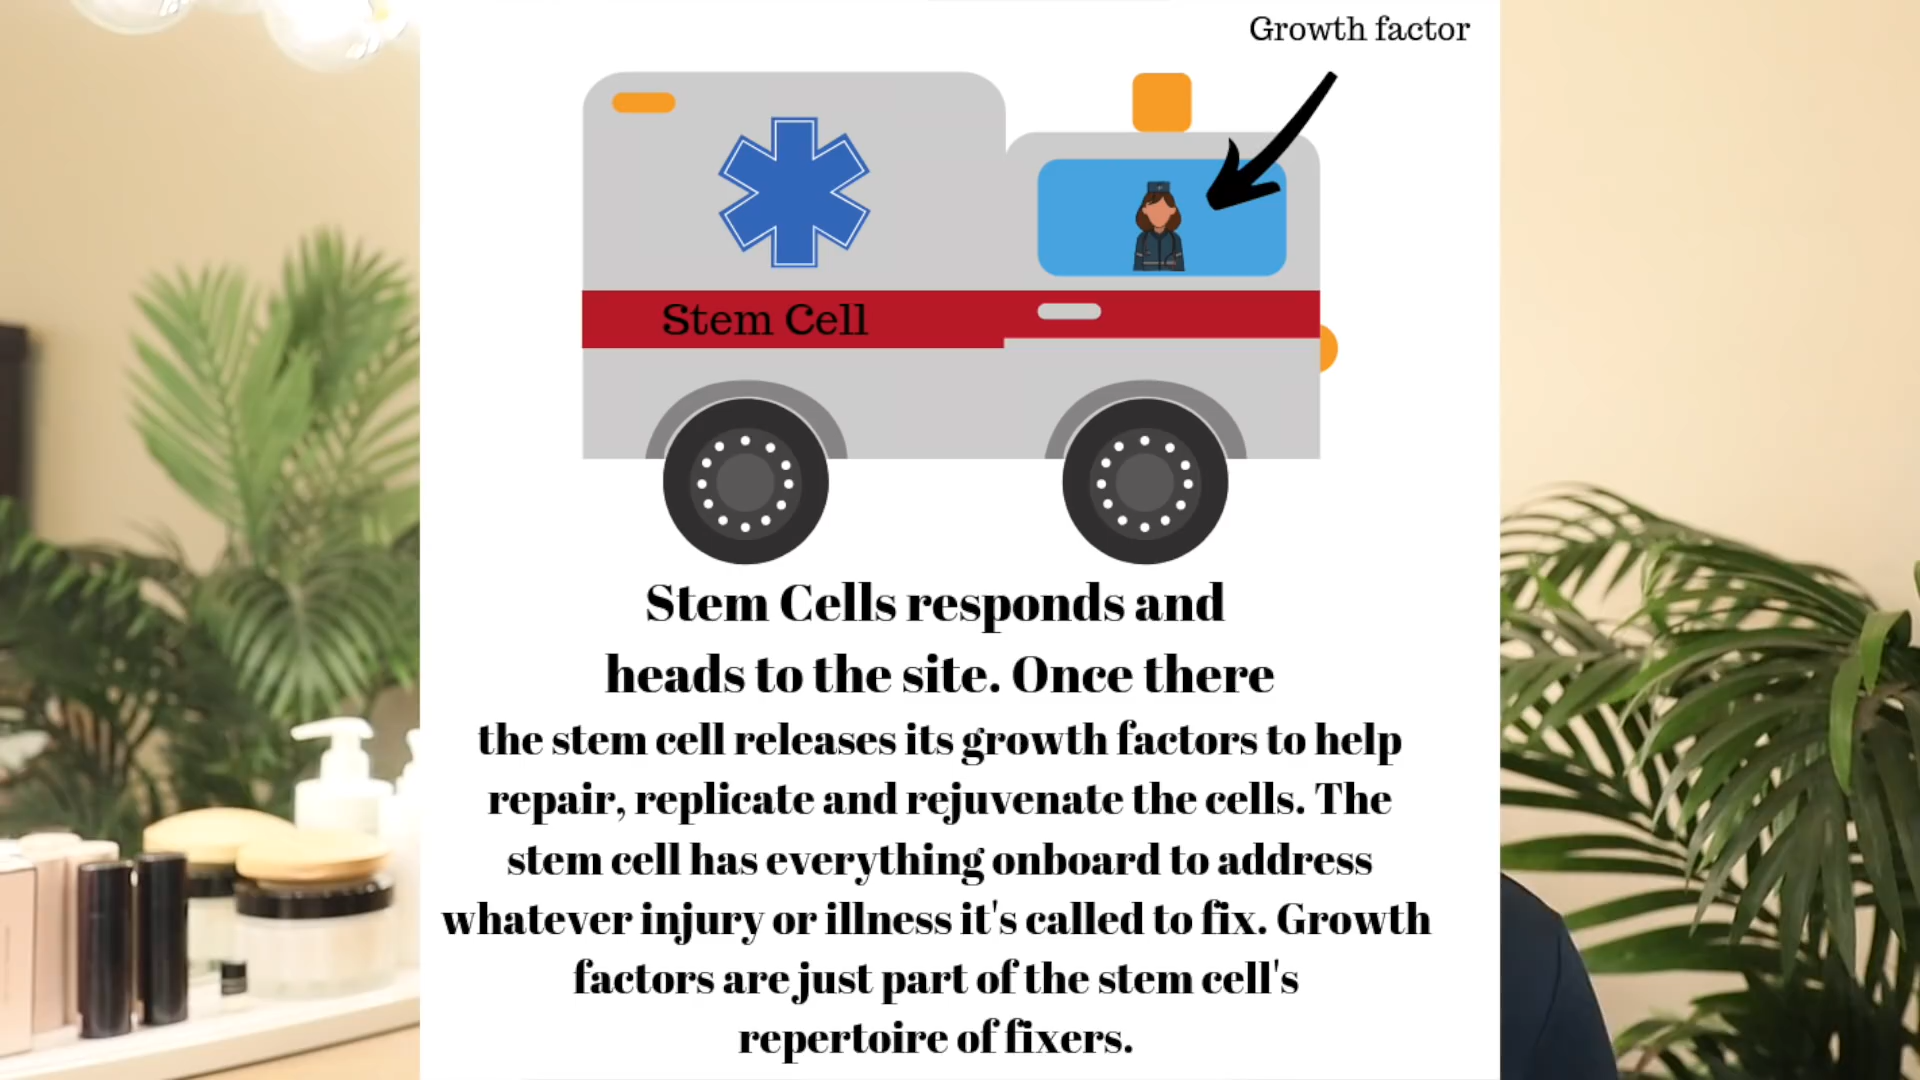 Growth factor
Stem Cell
Stem Cells responds and
heads to the site. Once there
the stem cell releases its growth factors to help
repair, replicate and rejuvenate the cells. The
stem cell has everything onboard to address
whatever injury or illness it's called to fix. Growth
factors are just part of the stem cell's
repertoire of fixers.